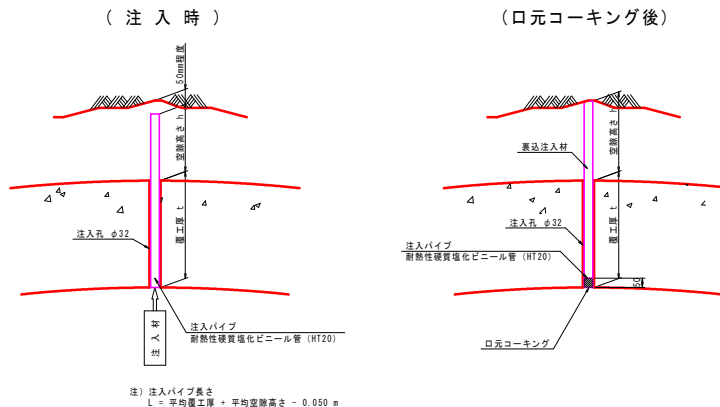 ( 注 入 時 )
50mm程度
空隙高さ h
覆工厚 t
注入孔 φ32
注入材
注入パイプ
耐熱性硬質塩化ビニール管 (HT20)
注) 注入パイプ長さ
L = 平均覆工厚 + 平均空隙高さ - 0.050 m
(口元コーキング後)
空隙高さ h
裏込注入材
覆工厚 t
注入孔 φ32
注入パイプ
耐熱性硬質塩化ビニール管 (HT20)
50
口元コーキング